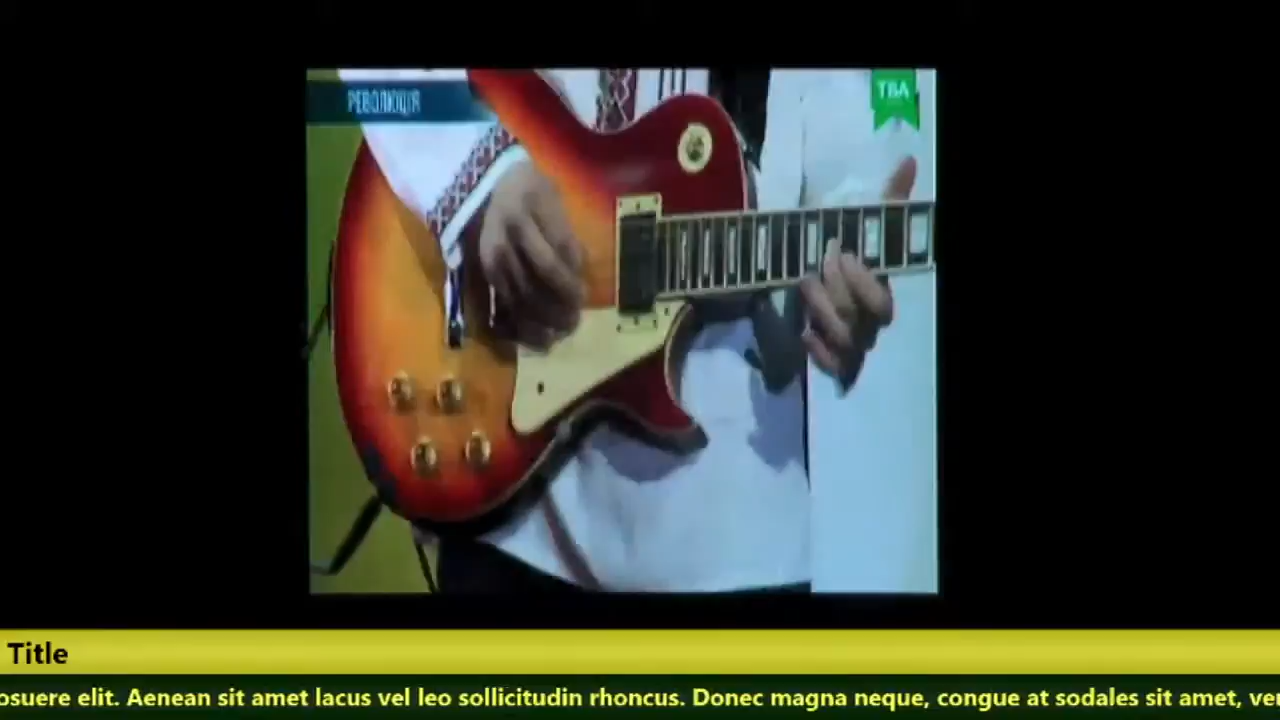 РЕВОЛЮЦІЯ
ТВА
Title
osuere elit. Aenean sit amet lacus vel leo sollicitudin rhoncus. Donec magna neque, congue at sodales sit amet, ve